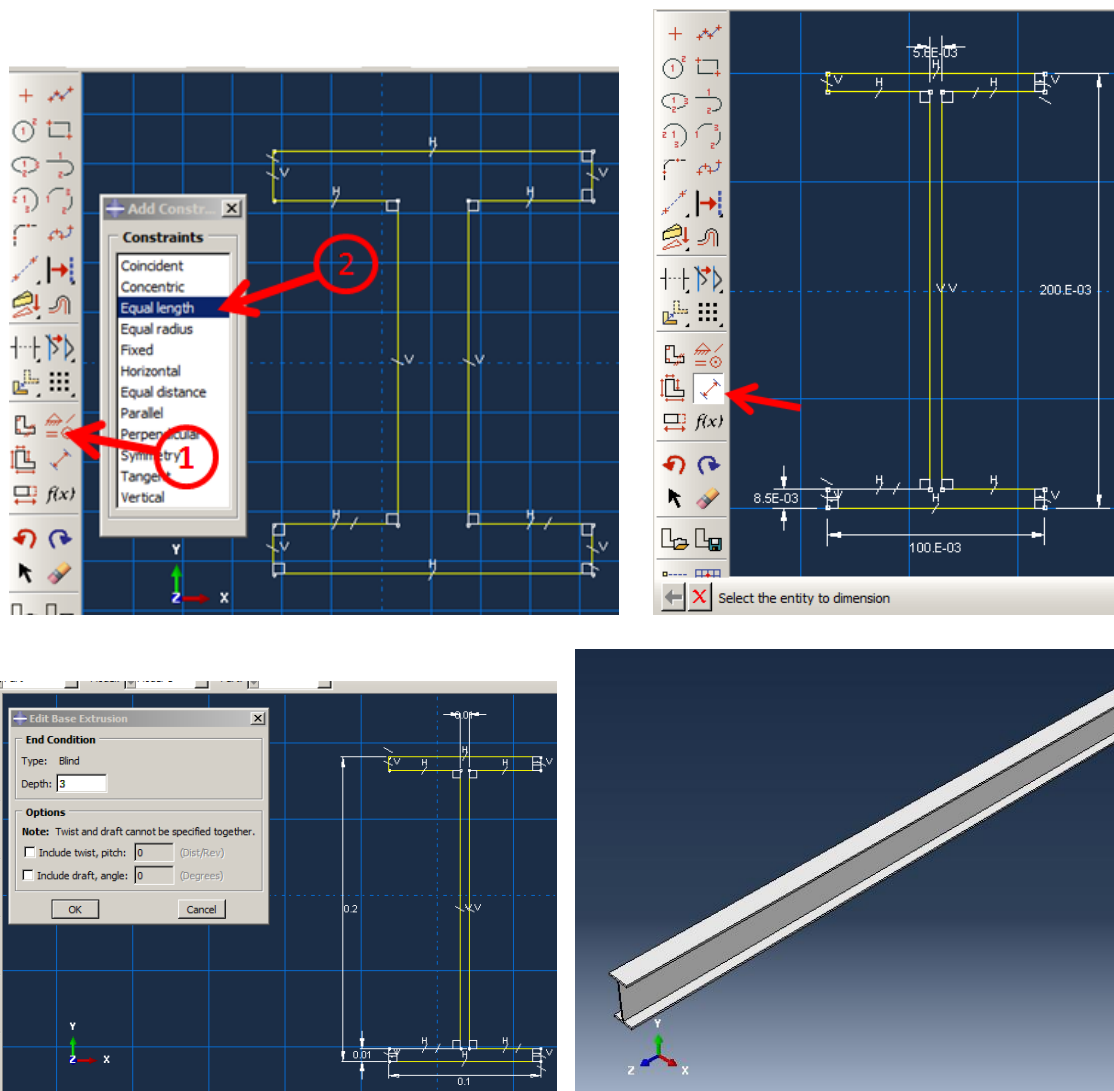 Add Constr...
Constraints
Coincident
Concentric
Equal length
Equal radius
Fixed
Horizontal
Equal distance
Parallel
Perpendicular
Symmetry
Tangent
Vertical
1
2
f(x)
H
V
H
H
V
V
H
H
V
V
H
Y
Z X
5.8E-03
H
V
H
V
V V
200.E-03
f(x)
8.5E-03
H
V
H
V
100.E-03
Select the entity to dimension
Edit Base Extrusion
End Condition
Type: Blind
Depth: 3
Options
Note: Twist and draft cannot be specified together.
Include twist, pitch: 0 (Dist/Rev)
Include draft, angle: 0 (Degrees)
OK Cancel
0.01
H
V
H
H
V
0.2
V V
0.01
H
H
V
0.1
Y
Z X
Y
Z X